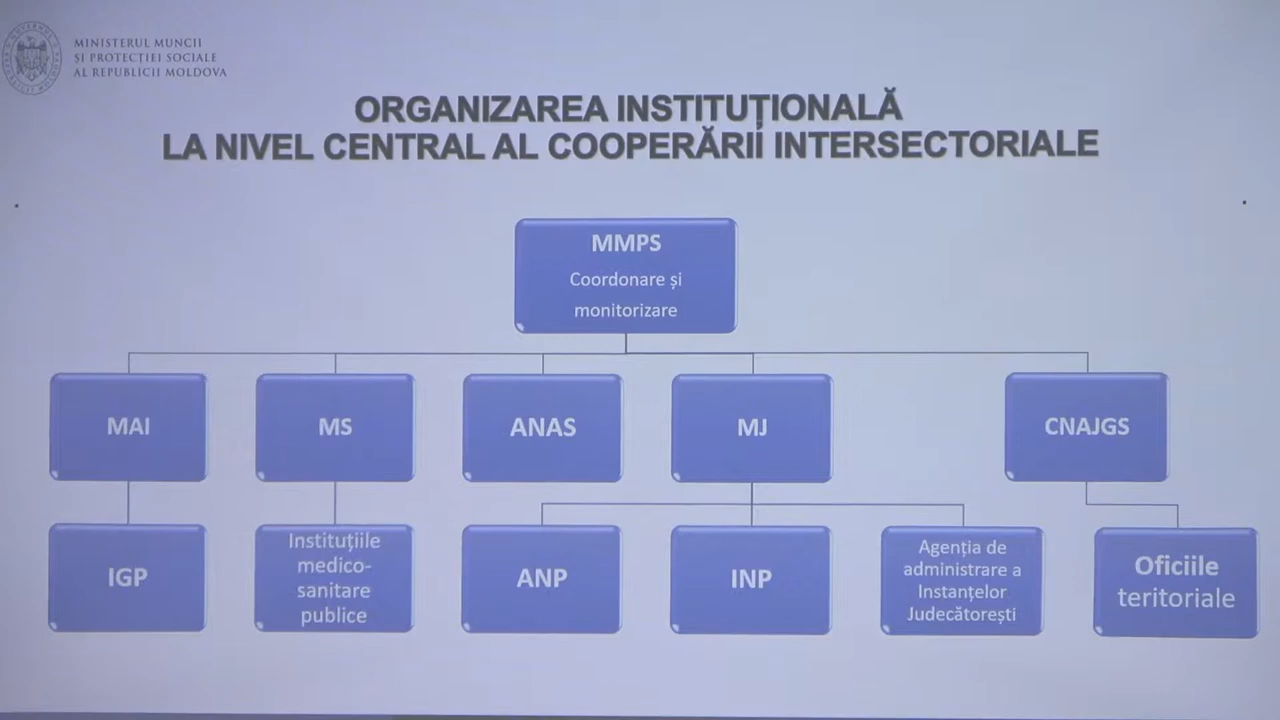 MINISTERUL MUNCII
ȘI PROTECȚIEI SOCIALE
AL REPUBLICII MOLDOVA
ORGANIZAREA INSTITUȚIONALĂ
LA NIVEL CENTRAL AL COOPERĂRII INTERSECTORIALE
MMPS
Coordonare și
monitorizare
MAI
MS
ANAS
MJ
CNAJGS
IGP
Instituțiile
medico-
sanitare
publice
ANP
INP
Agenția de
administrare a
Instanțelor
Judecătorești
Oficiile
teritoriale